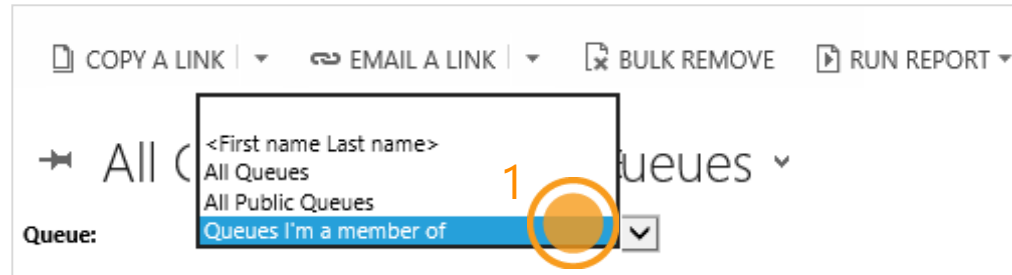 COPY A LINK EMAIL A LINK BULK REMOVE RUN REPORT
<First name Last name>
All Queues
All Public Queues
Queues I'm a member of
1
All
ueues
Queue: